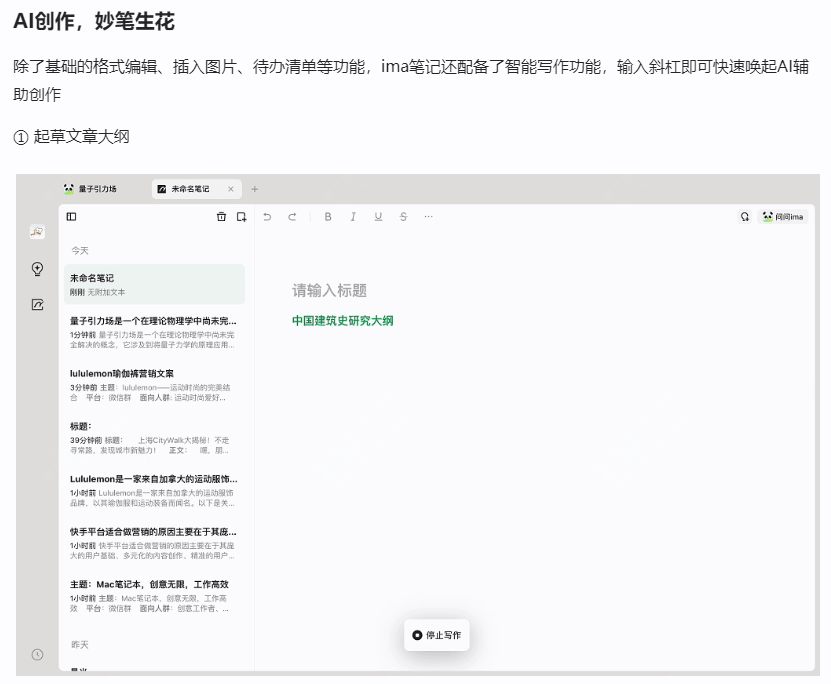 AI创作，妙笔生花
除了基础的格式编辑、插入图片、待办清单等功能，ima笔记还配备了智能写作功能，输入斜杠即可快速唤起AI辅
助创作
① 起草文章大纲
量子引力场
未命名笔记
B I U S ···
问问ima
今天
未命名笔记
刚刚 无附加文本
量子引力场是一个在理论物理学中尚未完...
1分钟前 量子引力场是一个在理论物理学中尚未完
全解决的概念，它涉及到将量子力学的原理应用...
lululemon瑜伽裤营销文案
3分钟前 主题：lululemon——运动时尚的完美结
合 平台：微信群 面向人群：运动时尚爱好...
标题：
39分钟前 标题： 上海CityWalk大揭秘！不走
寻常路，发现城市新魅力！ 正文： 嘿，朋...
Lululemon是一家来自加拿大的运动服饰...
1小时前 Lululemon是一家来自加拿大的运动服饰
品牌，以其瑜伽服和运动装备而闻名。以下是关...
快手平台适合做营销的原因主要在于其庞...
1小时前 快手平台适合做营销的原因主要在于其庞
大的用户基础、多元化的内容创作、精准的用户...
主题：Mac笔记本，创意无限，工作高效
1小时前 主题：Mac笔记本，创意无限，工作高
效 平台：微信群 面向人群：创意工作者、...
昨天
请输入标题
中国建筑史研究大纲
停止写作